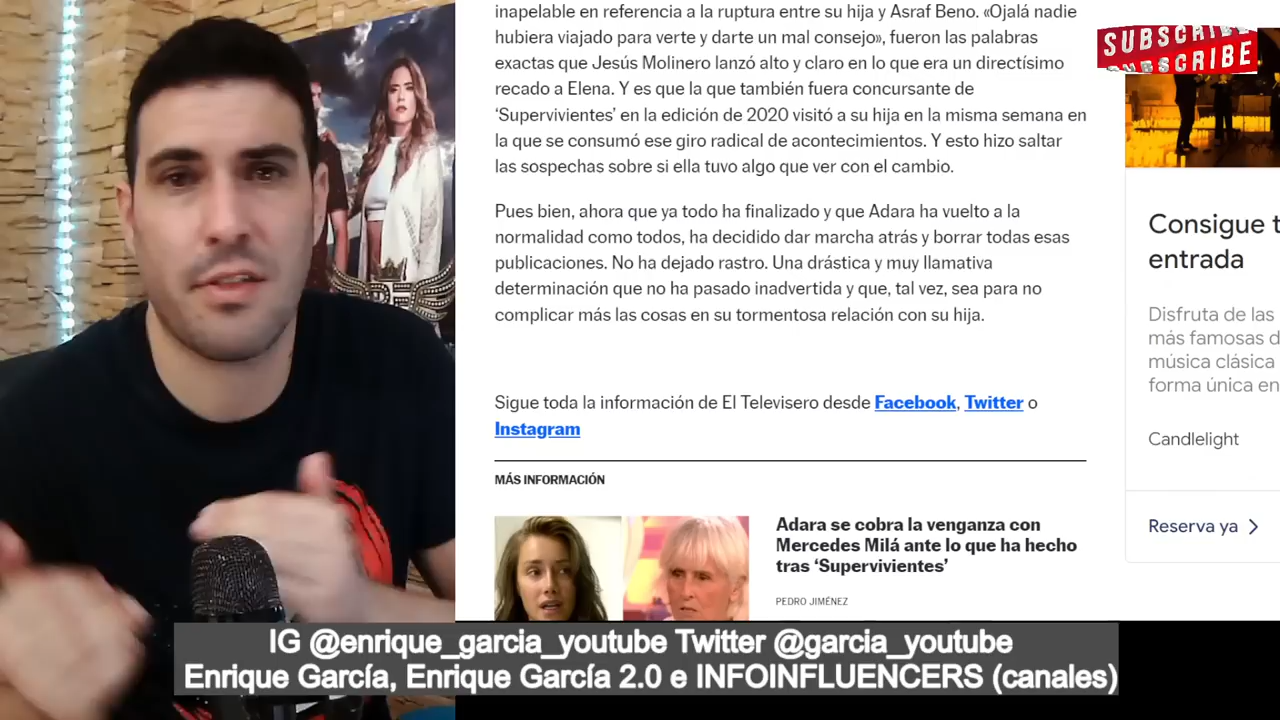 inapelable en referencia a la ruptura entre su hija y Asraf Beno. «Ojalá nadie
hubiera viajado para verte y darte un mal consejo», fueron las palabras
exactas que Jesús Molinero lanzó alto y claro en lo que era un directísimo
recado a Elena. Y es que la que también fuera concursante de
‘Supervivientes’ en la edición de 2020 visitó a su hija en la misma semana en
la que se consumó ese giro radical de acontecimientos. Y esto hizo saltar
las sospechas sobre si ella tuvo algo que ver con el cambio.
Pues bien, ahora que ya todo ha finalizado y que Adara ha vuelto a la
normalidad como todos, ha decidido dar marcha atrás y borrar todas esas
publicaciones. No ha dejado rastro. Una drástica y muy llamativa
determinación que no ha pasado inadvertida y que, tal vez, sea para no
complicar más las cosas en su tormentosa relación con su hija.
Sigue toda la información de El Televisero desde Facebook, Twitter o
Instagram
MÁS INFORMACIÓN
Adara se cobra la venganza con
Mercedes Milá ante lo que ha hecho
tras ‘Supervivientes’
PEDRO JIMÉNEZ
SUBSCRIBE
SUBSCRIBE
Consigue t
entrada
Disfruta de las
más famosas d
música clásica
forma única en
Candlelight
Reserva ya
IG @enrique_garcia_youtube Twitter @garcia_youtube
Enrique García, Enrique García 2.0 e INFOINFLUENCERS (canales)